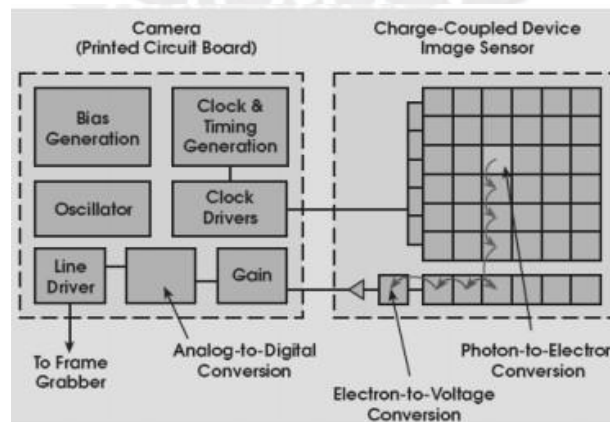 Camera
(Printed Circuit Board)
Charge-Coupled Device
Image Sensor
Bias
Generation
Clock &
Timing
Generation
Oscillator
Clock
Drivers
Line
Driver
Gain
To Frame
Grabber
Analog-to-Digital
Conversion
Electron-to-Voltage
Conversion
Photon-to-Electron
Conversion